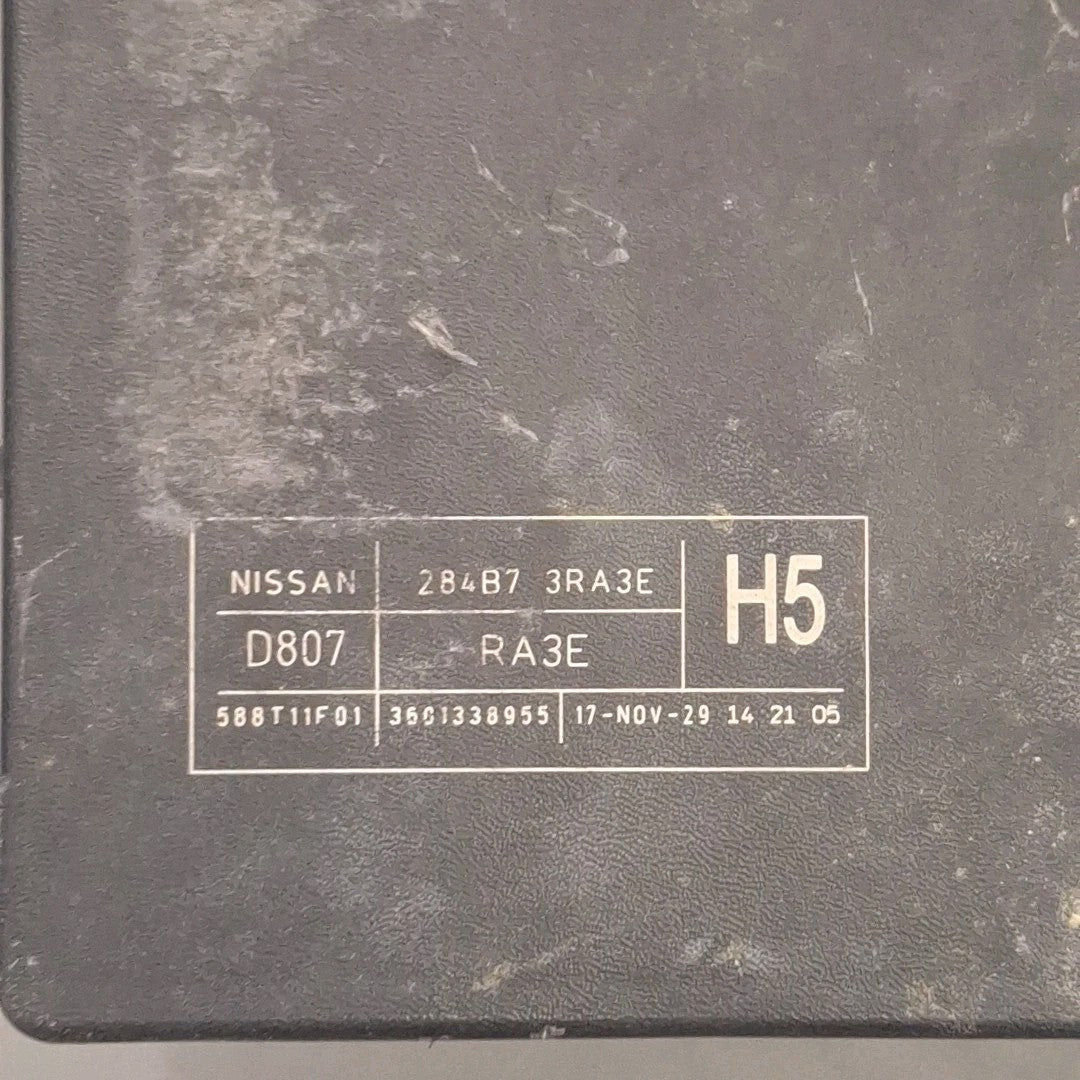 NISSAN 284B7 3RA3E H5
D807 RA3E
588T11F01 3601338955 17-NOV-29 14 21 05